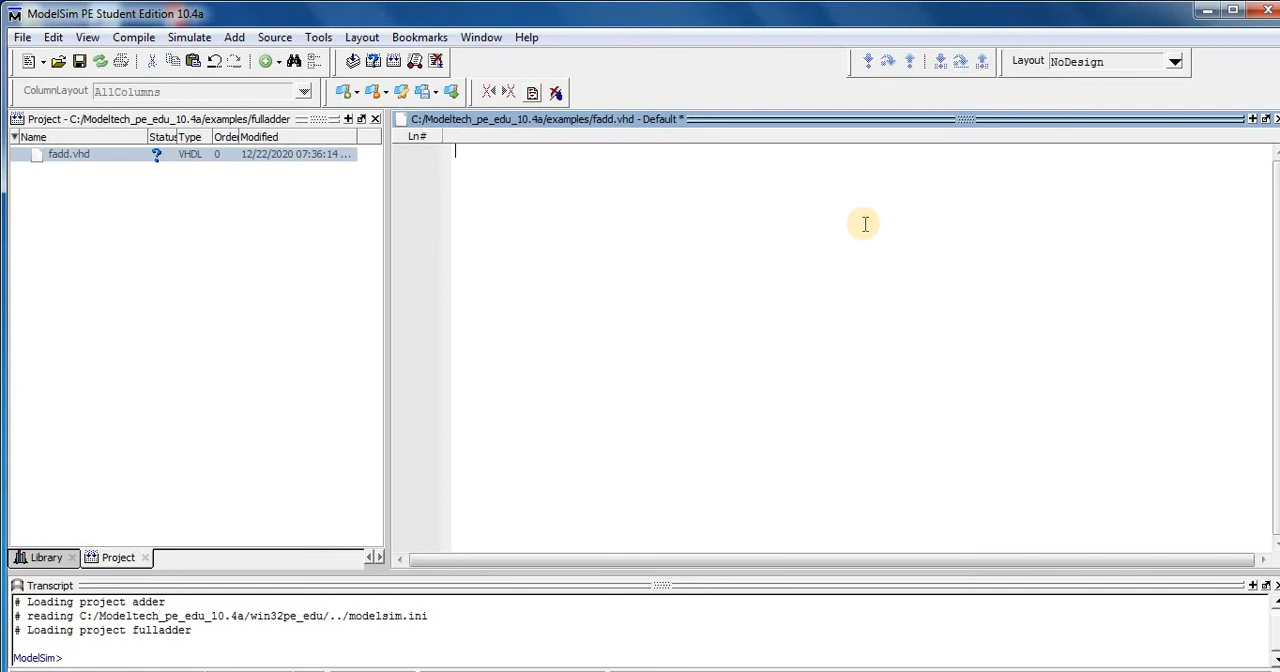 ModelSim PE Student Edition 10.4a
File Edit View Compile Simulate Add Source Tools Layout Bookmarks Window Help
Layout NoDesign
ColumnLayout AllColumns
Project - C:/Modeltech_pe_edu_10.4a/examples/fulladder
C:/Modeltech_pe_edu_10.4a/examples/fadd.vhd - Default *
Name Status Type Order Modified
Ln#
fadd.vhd ? VHDL 0 12/22/2020 07:36:14 ...
Library Project
Transcript
# Loading project adder
# reading C:/Modeltech_pe_edu_10.4a/win32pe_edu/../modelsim.ini
# Loading project fulladder
ModelSim>